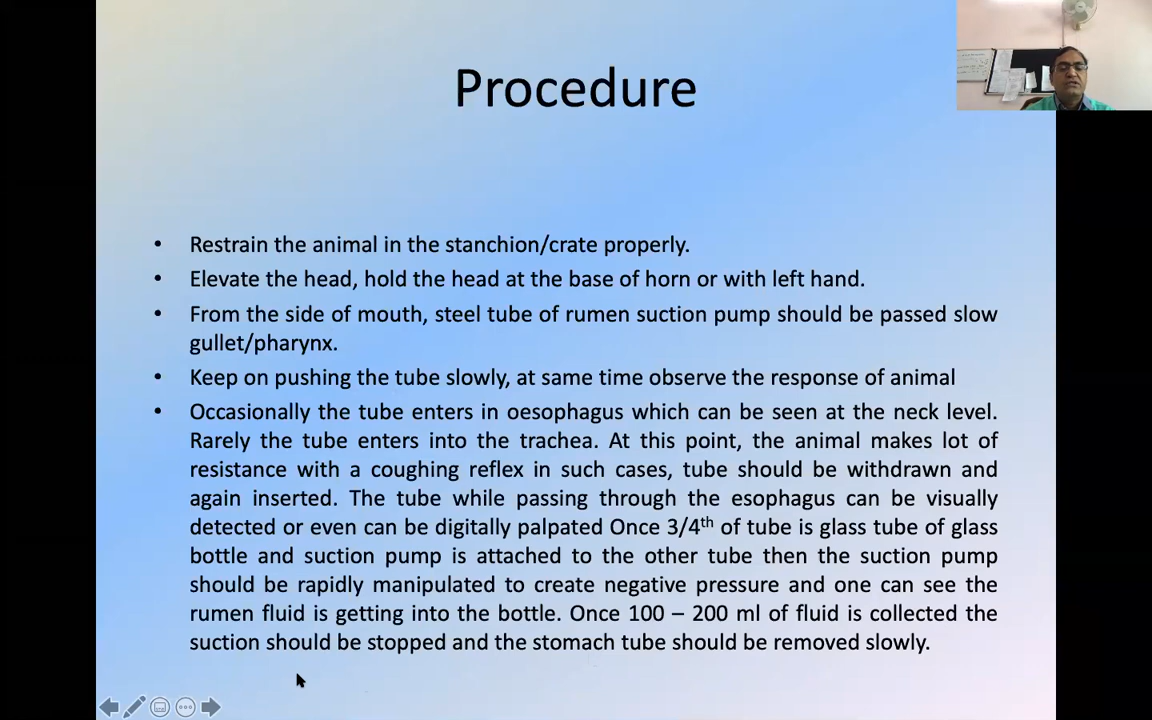 Procedure
• Restrain the animal in the stanchion/crate properly.
• Elevate the head, hold the head at the base of horn or with left hand.
• From the side of mouth, steel tube of rumen suction pump should be passed slow
gullet/pharynx.
• Keep on pushing the tube slowly, at same time observe the response of animal
• Occasionally the tube enters in oesophagus which can be seen at the neck level.
Rarely the tube enters into the trachea. At this point, the animal makes lot of
resistance with a coughing reflex in such cases, tube should be withdrawn and
again inserted. The tube while passing through the esophagus can be visually
detected or even can be digitally palpated Once 3/4th of tube is glass tube of glass
bottle and suction pump is attached to the other tube then the suction pump
should be rapidly manipulated to create negative pressure and one can see the
rumen fluid is getting into the bottle. Once 100 – 200 ml of fluid is collected the
suction should be stopped and the stomach tube should be removed slowly.